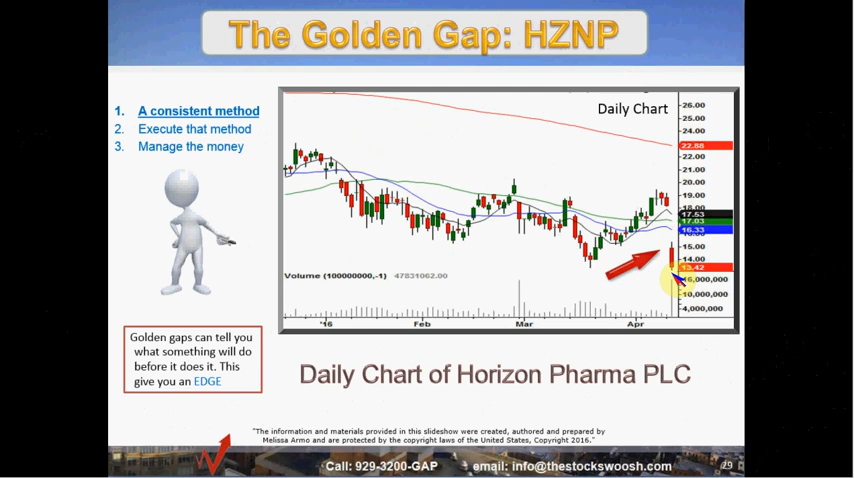 The Golden Gap: HZNP
1. A consistent method
2. Execute that method
3. Manage the money
Daily Chart
26.00
25.00
24.00
22.88
22.00
21.00
20.00
19.00
18.00
17.53
17.03
16.33
15.00
14.00
13.42
Volume (100000000,-1) 47831062.00
16,000,000
10,000,000
4,000,000
'16 Feb Mar Apr
Golden gaps can tell you
what something will do
before it does it. This
give you an EDGE
Daily Chart of Horizon Pharma PLC
"The information and materials provided in this slideshow were created, authored and prepared by
Melissa Armo and are protected by the copyright laws of the United States, Copyright 2016."
Call: 929-3200-GAP email: info@thestockswoosh.com 29